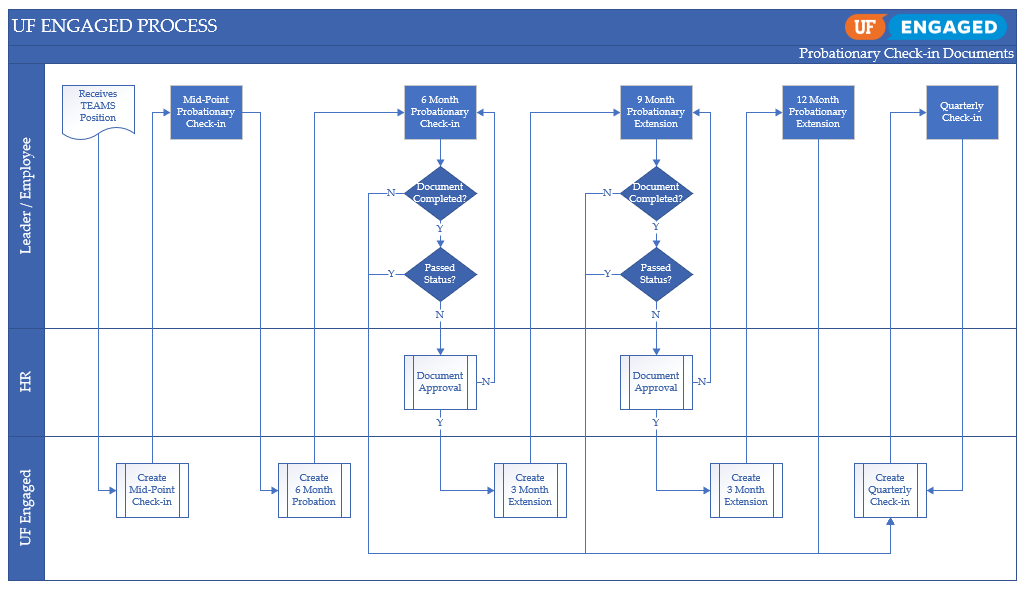 UF ENGAGED PROCESS
UF ENGAGED
Probationary Check-in Documents
Leader / Employee
Receives
TEAMS
Position
Mid-Point
Probationary
Check-in
6 Month
Probationary
Check-in
9 Month
Probationary
Extension
12 Month
Probationary
Extension
Quarterly
Check-in
N
Document
Completed?
N
Document
Completed?
Y
Y
Y
Passed
Status?
Y
Passed
Status?
N
N
HR
Document
Approval
N
Document
Approval
N
Y
Y
UF Engaged
Create
Mid-Point
Check-in
Create
6 Month
Probation
Create
3 Month
Extension
Create
3 Month
Extension
Create
Quarterly
Check-in